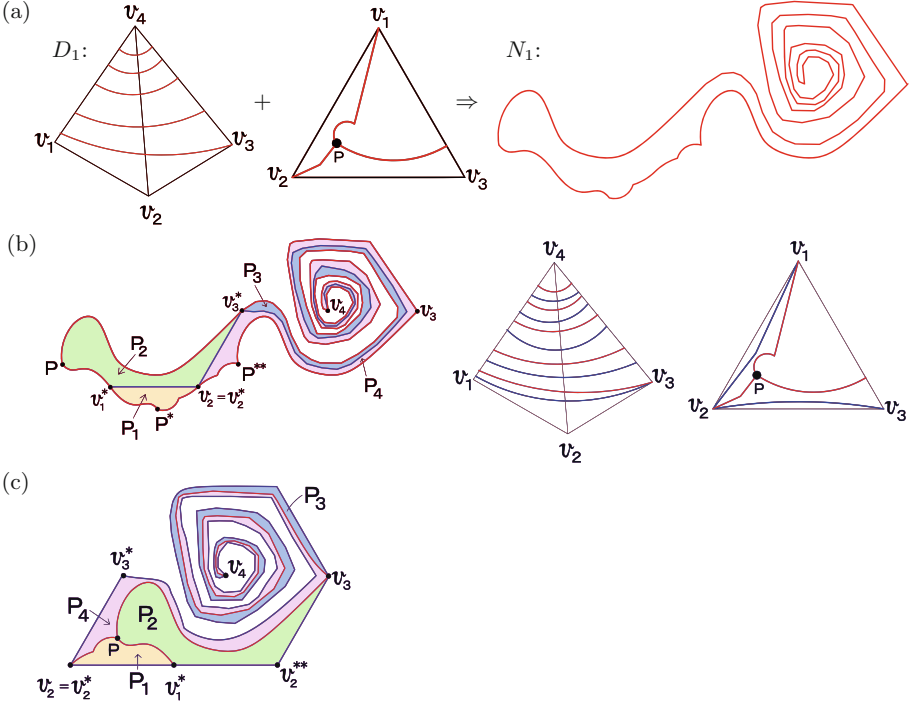 (a)
D₁:
v₄
v₁
v₃
v₂
+
v₁
P
v₂
v₃
⇒
N₁:
(b)
P
P₂
v₁*
P₁
P*
v₂ = v₂*
P**
v₃*
P₃
v₄
v₃
P₄
v₄
v₁
v₃
v₂
v₁
P
v₂
v₃
(c)
v₃*
P₄
P₂
P
P₁
v₂ = v₂*
v₁*
v₂**
v₄
v₃
P₃